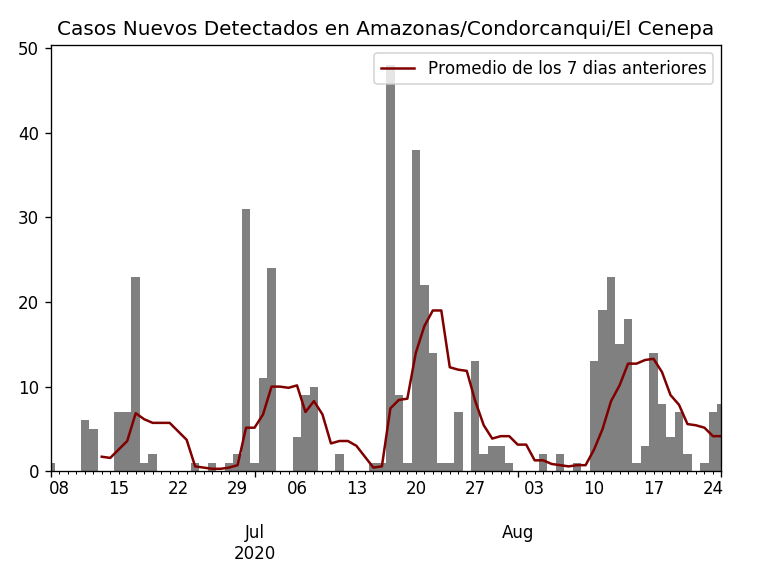 Casos Nuevos Detectados en Amazonas/Condorcanqui/El Cenepa
Promedio de los 7 dias anteriores
50
40
30
20
10
0
08 15 22 29 06 13 20 27 03 10 17 24
Jul Aug
2020